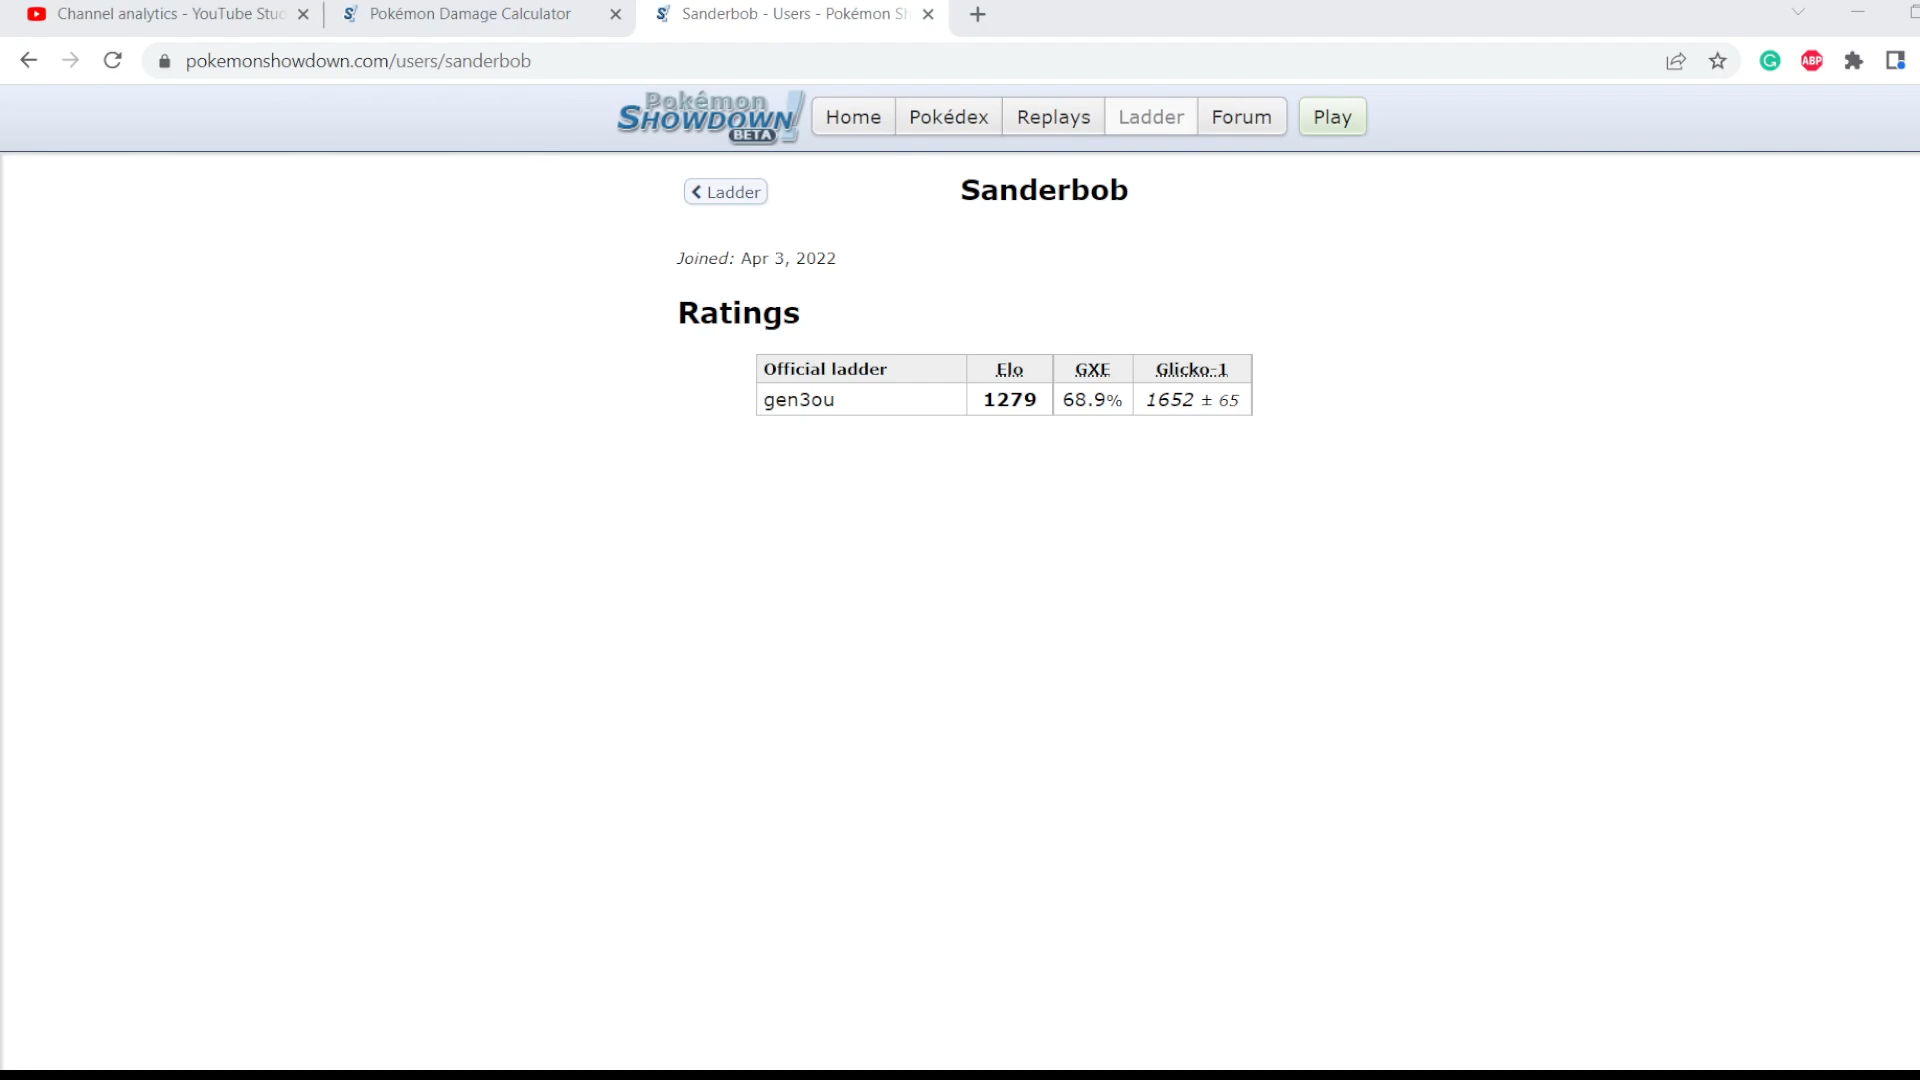 Channel analytics - YouTube Stud
Pokémon Damage Calculator
Sanderbob - Users - Pokémon Sh
pokemonshowdown.com/users/sanderbob
ABP
Pokémon
SHOWDOWN!
BETA
Home
Pokédex
Replays
Ladder
Forum
Play
Ladder
Sanderbob
Joined: Apr 3, 2022
Ratings
Official ladder Elo GXE Glicko-1
gen3ou 1279 68.9% 1652 ± 65